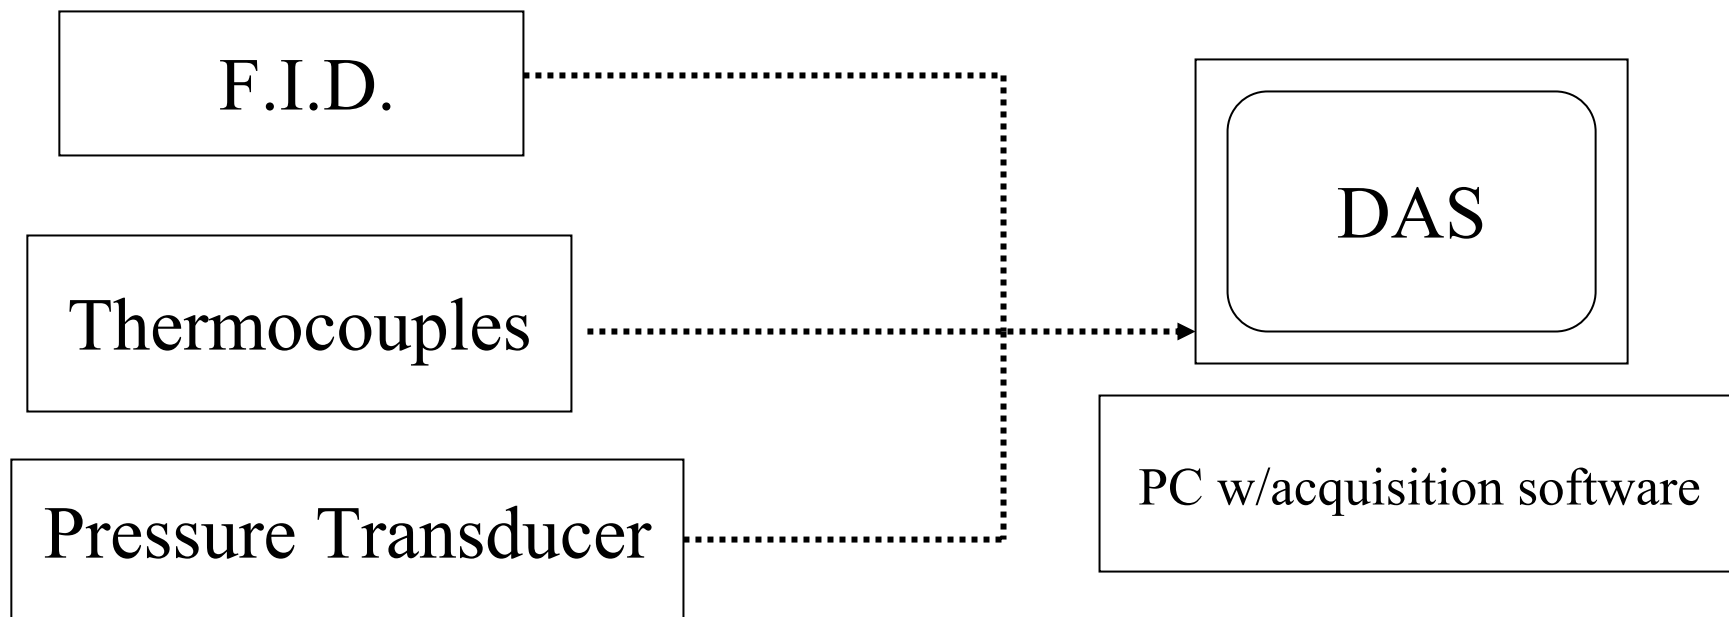 F.I.D.
Thermocouples
Pressure Transducer
DAS
PC w/acquisition software